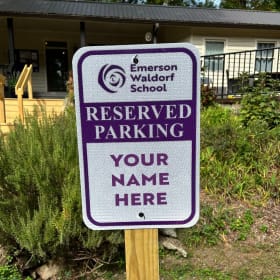 Emerson
Waldorf
School
RESERVED
PARKING
YOUR
NAME
HERE